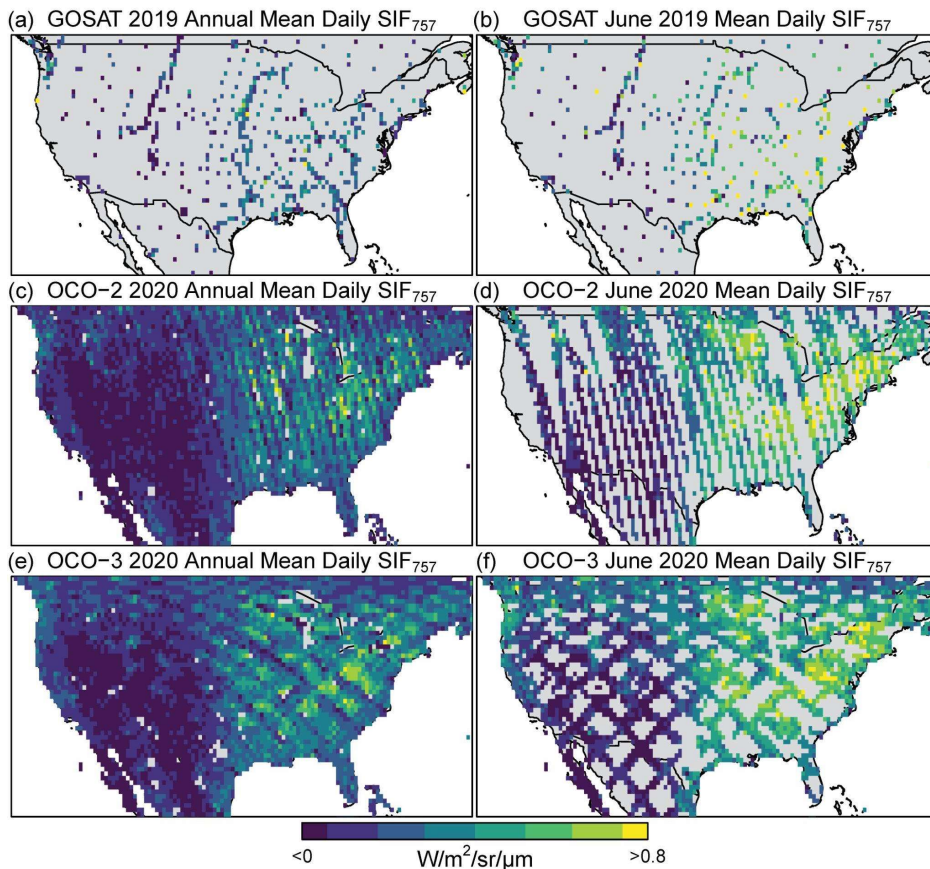 (a) GOSAT 2019 Annual Mean Daily SIF₇₅₇
(b) GOSAT June 2019 Mean Daily SIF₇₅₇
(c) OCO−2 2020 Annual Mean Daily SIF₇₅₇
(d) OCO−2 June 2020 Mean Daily SIF₇₅₇
(e) OCO−3 2020 Annual Mean Daily SIF₇₅₇
(f) OCO−3 June 2020 Mean Daily SIF₇₅₇
<0 W/m²/sr/μm >0.8